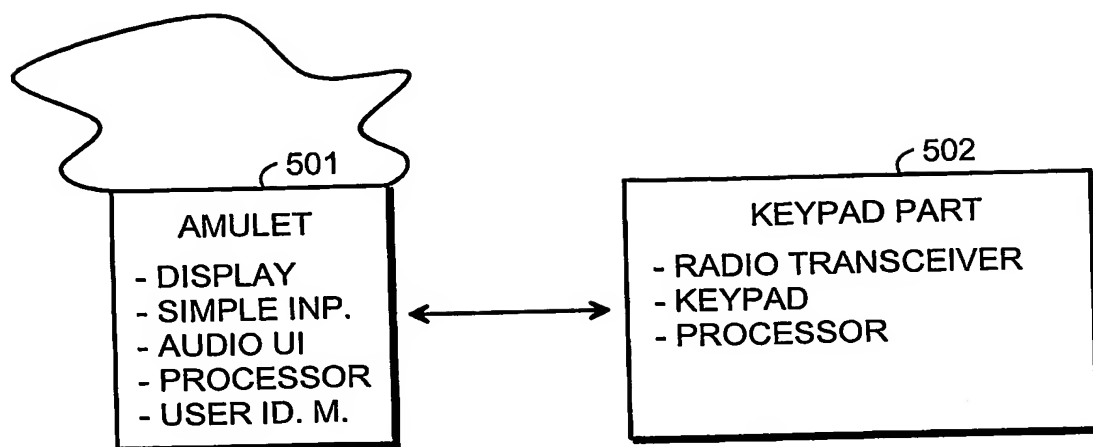 501
AMULET
- DISPLAY
- SIMPLE INP.
- AUDIO UI
- PROCESSOR
- USER ID. M.
502
KEYPAD PART
- RADIO TRANSCEIVER
- KEYPAD
- PROCESSOR